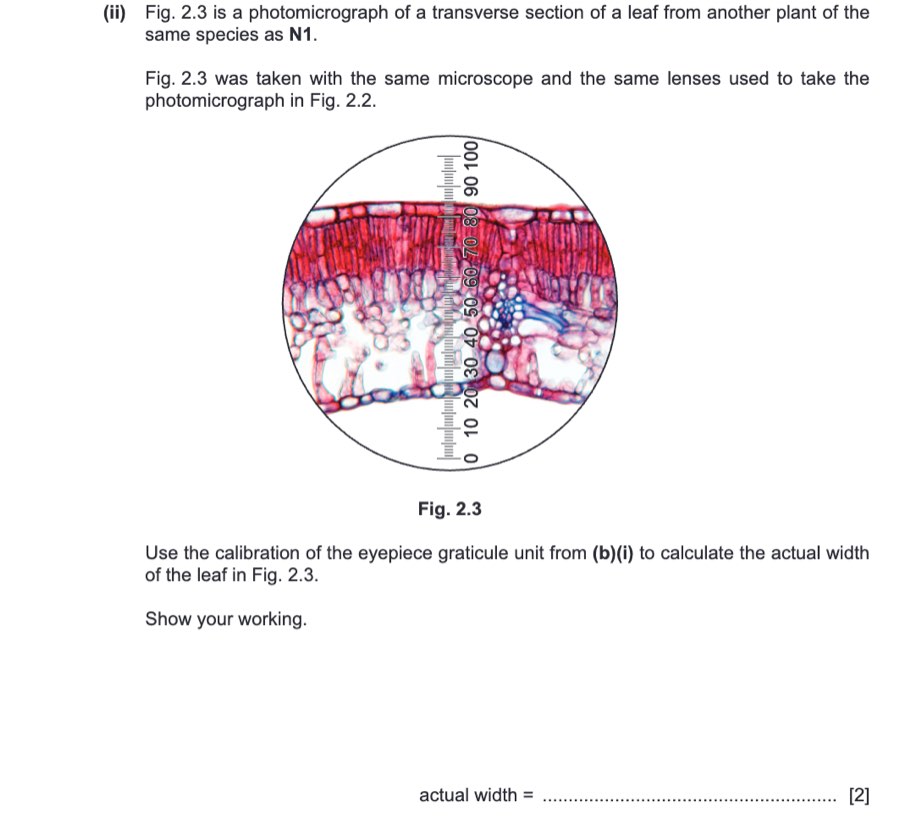 (ii) Fig. 2.3 is a photomicrograph of a transverse section of a leaf from another plant of the
same species as N1.
Fig. 2.3 was taken with the same microscope and the same lenses used to take the
photomicrograph in Fig. 2.2.
0 10 20 30 40 50 60 70 80 90 100
Fig. 2.3
Use the calibration of the eyepiece graticule unit from (b)(i) to calculate the actual width
of the leaf in Fig. 2.3.
Show your working.
actual width = ........................................................... [2]